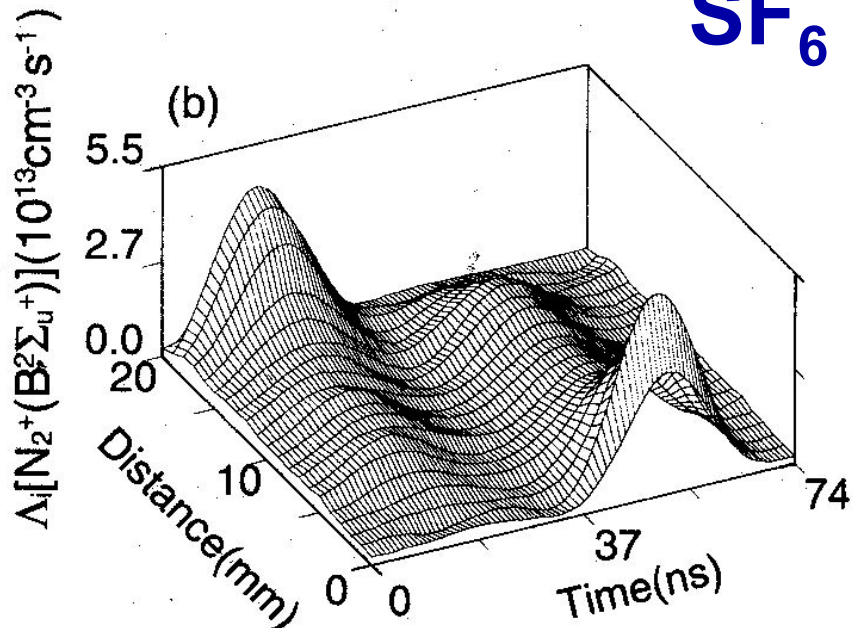 SF₆
(b)
Λi[N₂⁺(B²Σu⁺)](10¹³cm⁻³s⁻¹)
5.5
2.7
0.0
20
10
0
Distance(mm)
0
37
74
Time(ns)